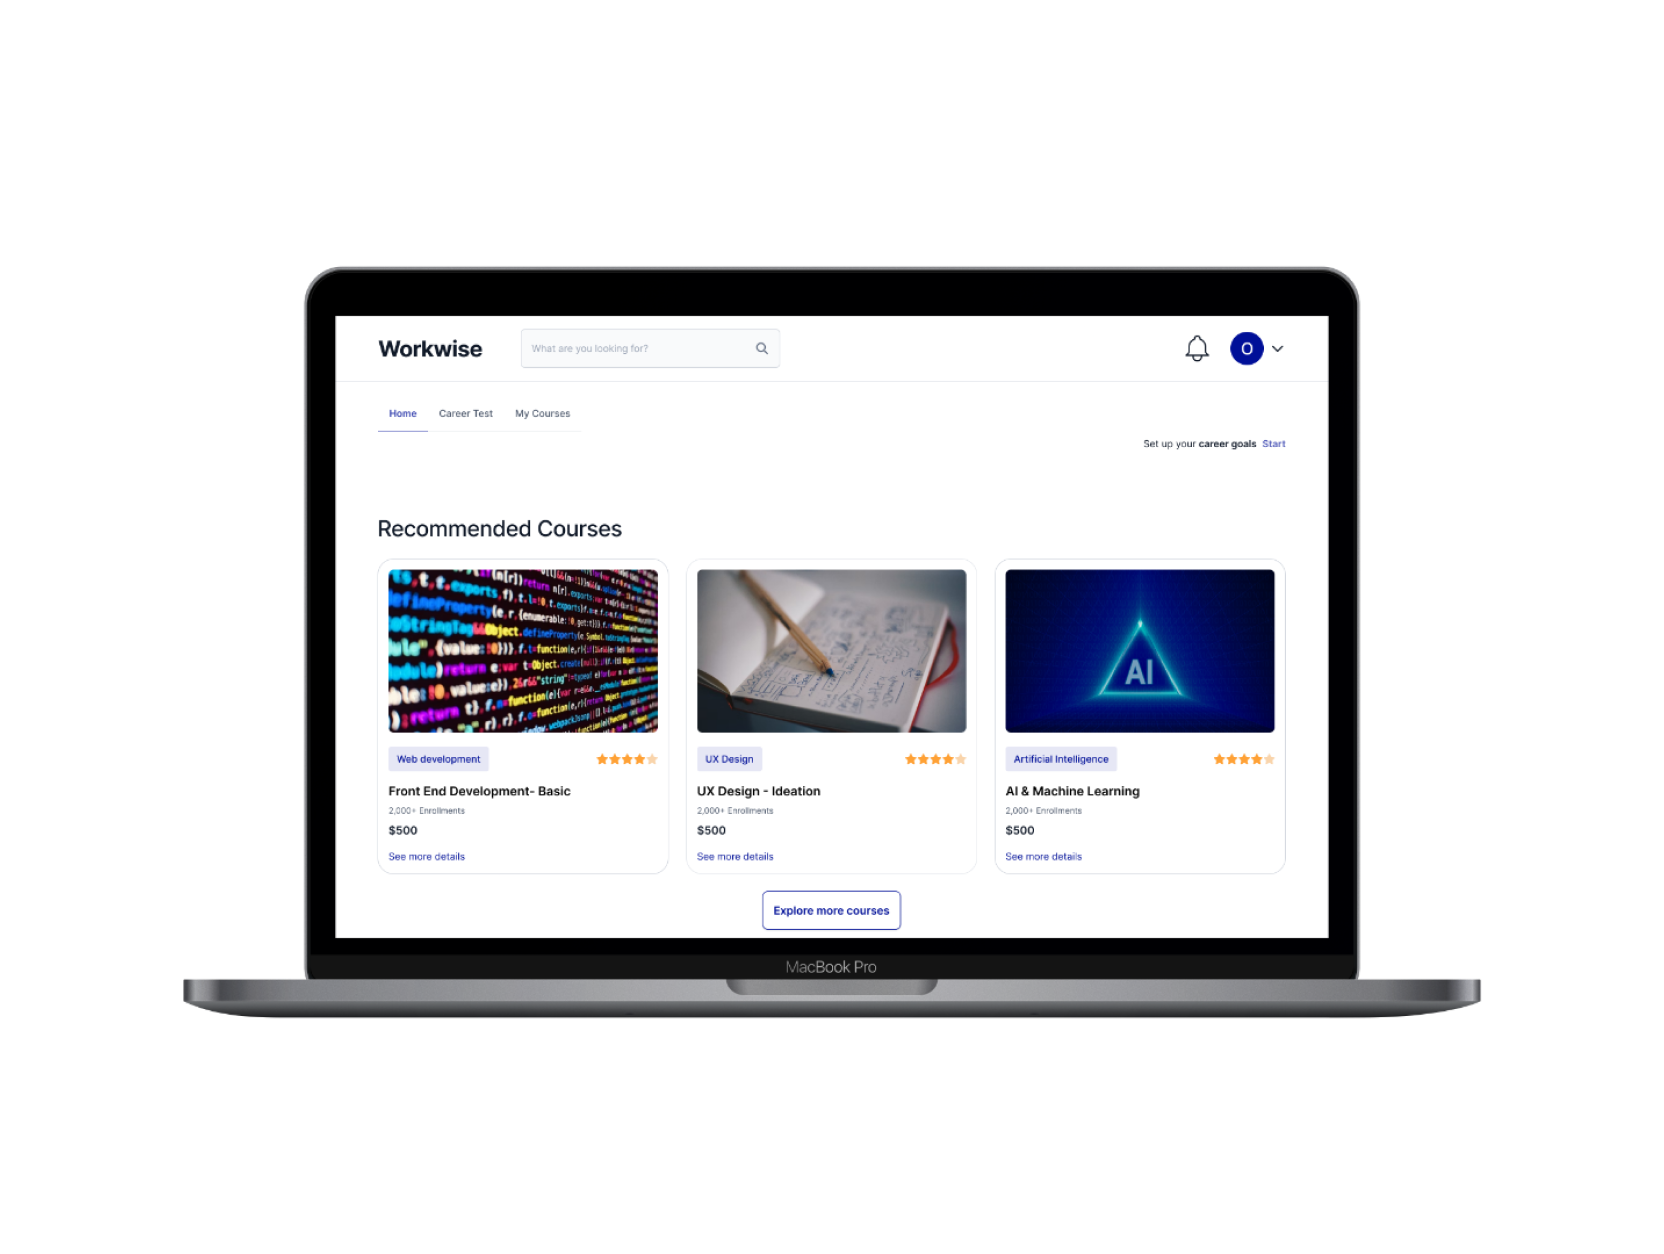 Workwise
What are you looking for?
O
Home
Career Test
My Courses
Set up your career goals Start
Recommended Courses
AI
Web development
Front End Development- Basic
2,000+ Enrollments
$500
See more details
UX Design
UX Design - Ideation
2,000+ Enrollments
$500
See more details
Artificial Intelligence
AI & Machine Learning
2,000+ Enrollments
$500
See more details
Explore more courses
MacBook Pro